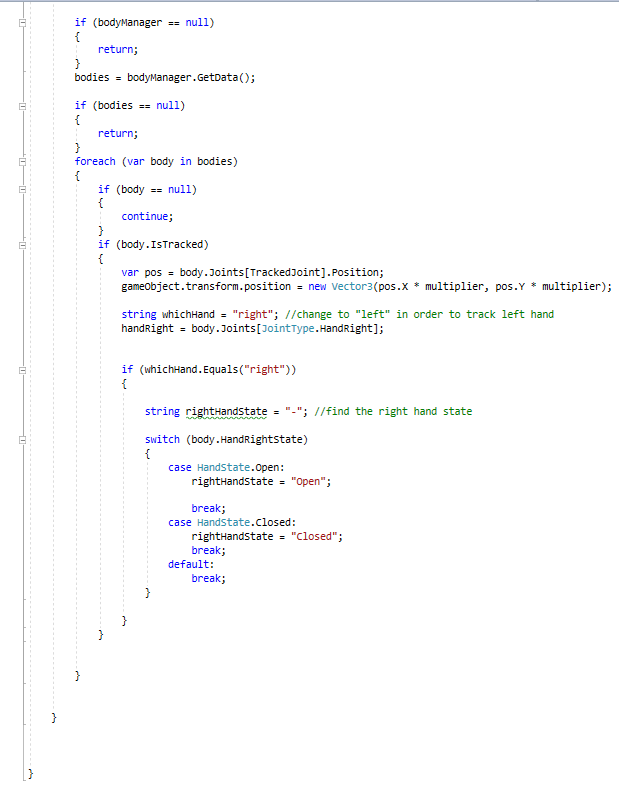 if (bodyManager == null)
{
return;
}
bodies = bodyManager.GetData();
if (bodies == null)
{
return;
}
foreach (var body in bodies)
{
if (body == null)
{
continue;
}
if (body.IsTracked)
{
var pos = body.Joints[TrackedJoint].Position;
gameObject.transform.position = new Vector3(pos.X * multiplier, pos.Y * multiplier);
string whichHand = "right"; //change to "left" in order to track left hand
handRight = body.Joints[JointType.HandRight];
if (whichHand.Equals("right"))
{
string rightHandState = "-"; //find the right hand state
switch (body.HandRightState)
{
case HandState.Open:
rightHandState = "Open";
break;
case HandState.Closed:
rightHandState = "Closed";
break;
default:
break;
}
}
}
}
}
}